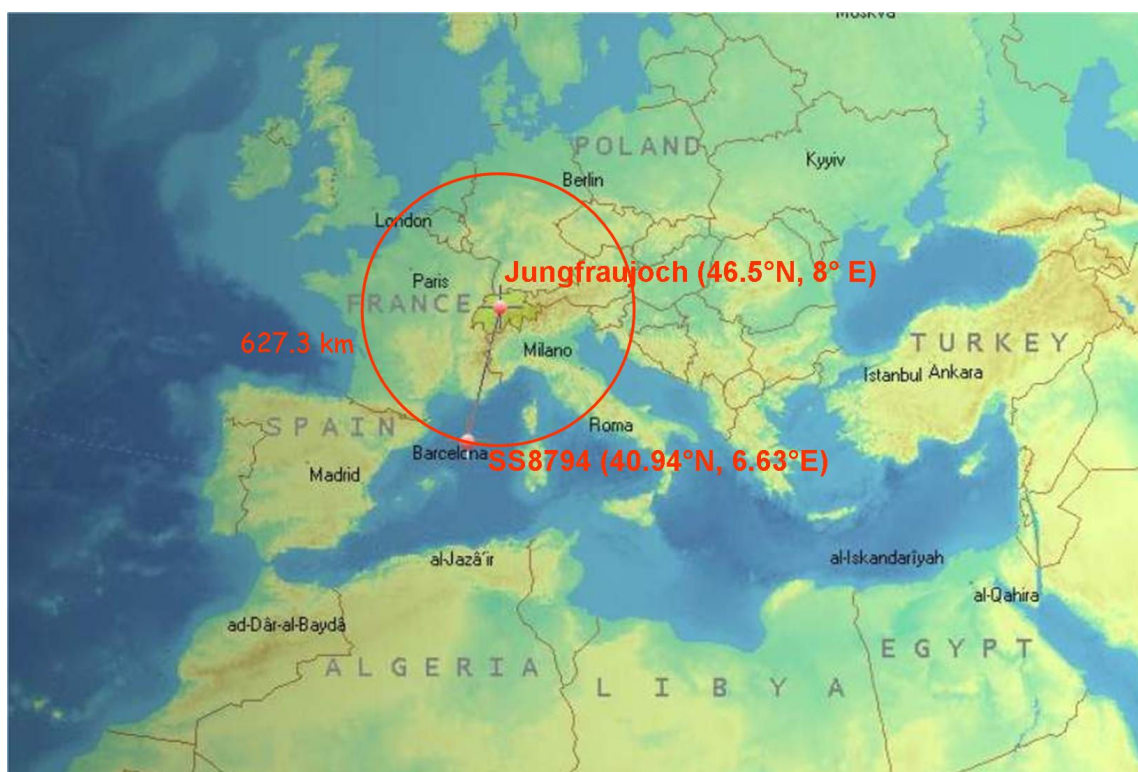 Moskva
POLAND
Kyyiv
Berlin
London
Jungfraujoch (46.5°N, 8° E)
Paris
FRANCE
627.3 km
Milano
TURKEY
Istanbul
Ankara
SPAIN
Roma
Barcelona
SS8794 (40.94°N, 6.63°E)
Madrid
al-Jazâ'ir
al-Iskandarîyah
al-Qahira
ad-Dâr-al-Baydâ
EGYPT
ALGERIA
LIBYA